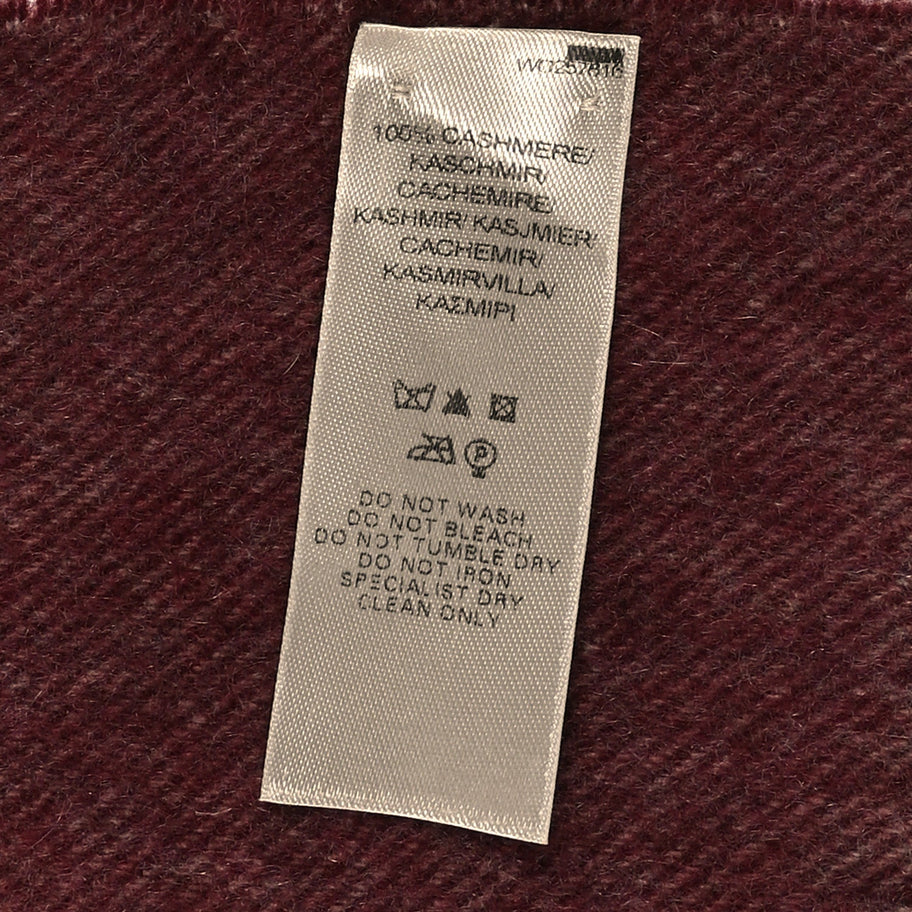 100% CASHMERE/
KASCHMIR/
CACHEMIRE/
KASHMIR/ KASJMIER/
CACHEMIR/
KASMIRVILLA/
ΚΑΣΜΙΡΙ
P
DO NOT WASH
DO NOT BLEACH
DO NOT TUMBLE DRY
DO NOT IRON
SPECIALIST DRY
CLEAN ONLY